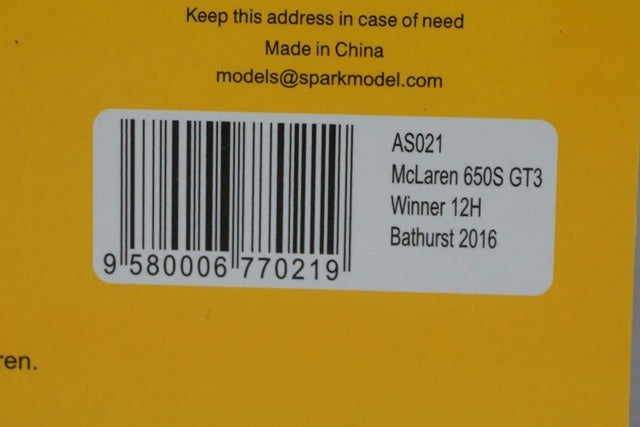 Keep this address in case of need
Made in China
models@sparkmodel.com
AS021
McLaren 650S GT3
Winner 12H
Bathurst 2016
9 580006 770219
ren.